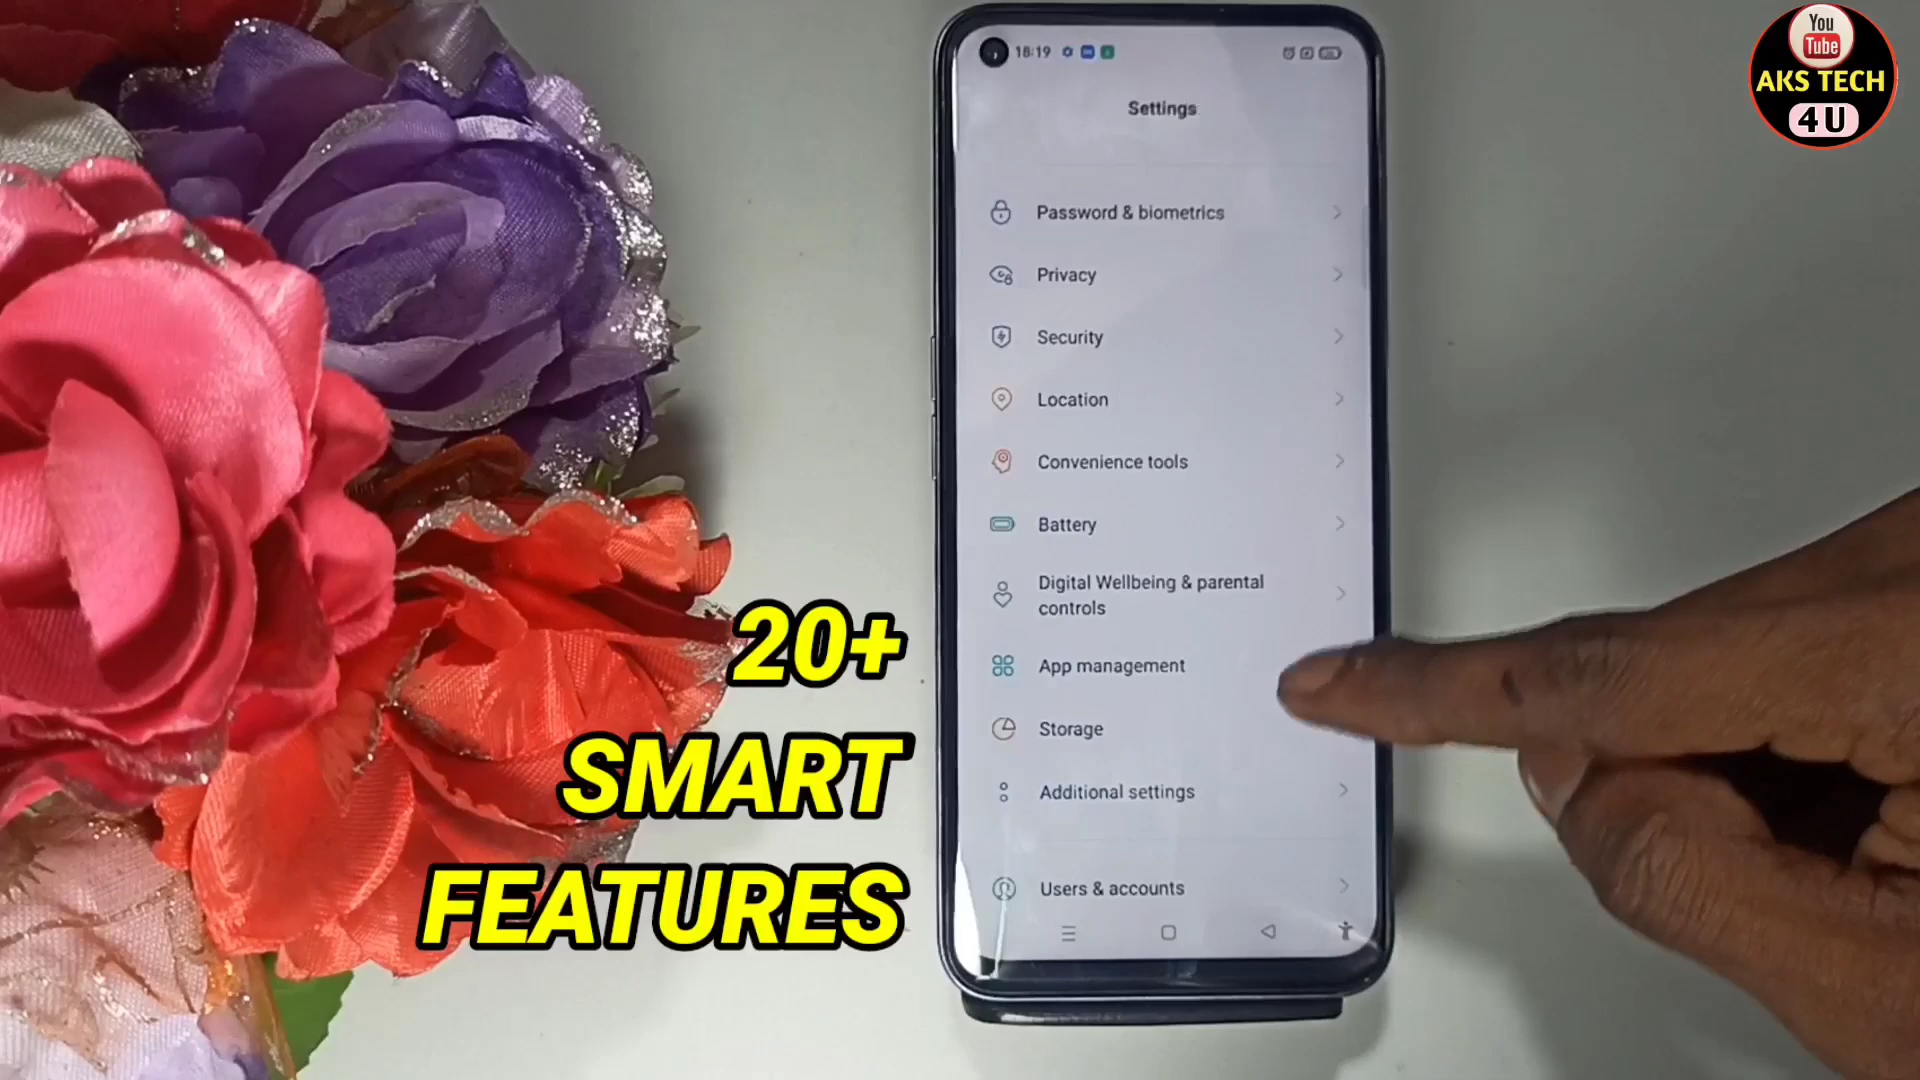 18:19
Settings
Password & biometrics
Privacy
Security
Location
Convenience tools
Battery
Digital Wellbeing & parental
controls
App management
Storage
Additional settings
Users & accounts
20+
SMART
FEATURES
You
Tube
AKS TECH
4U